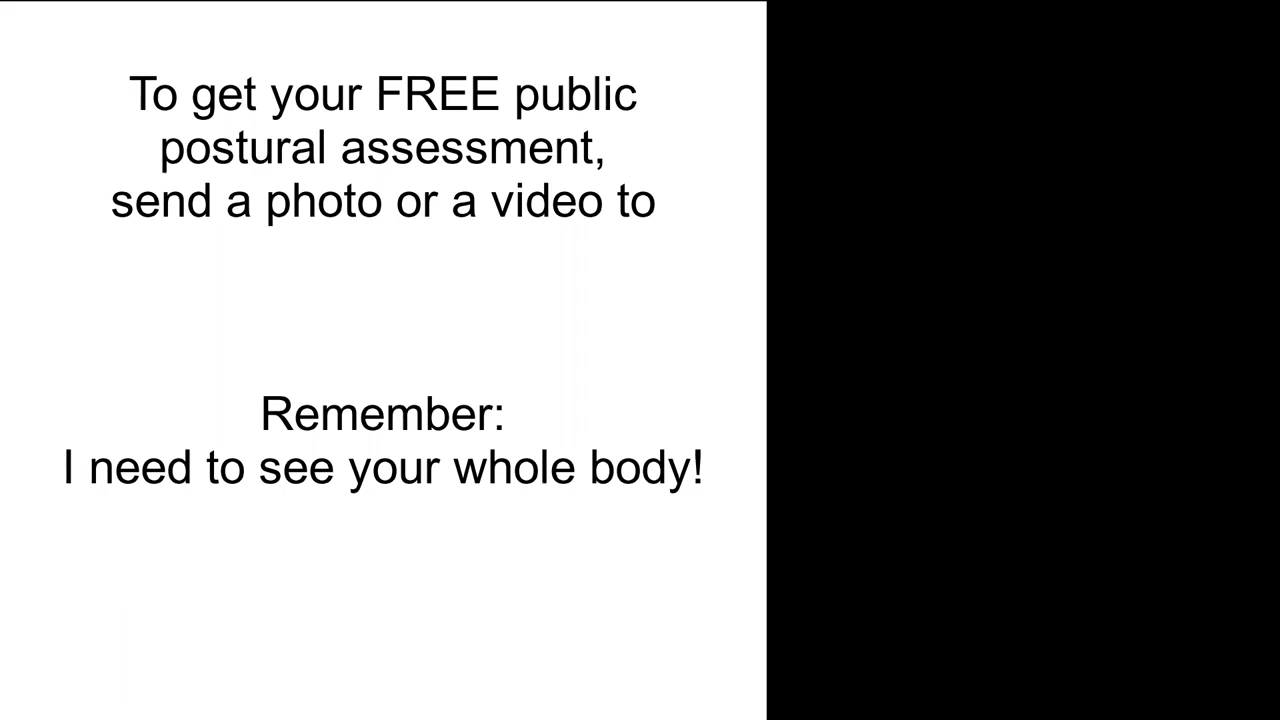 To get your FREE public
postural assessment,
send a photo or a video to
Remember:
I need to see your whole body!